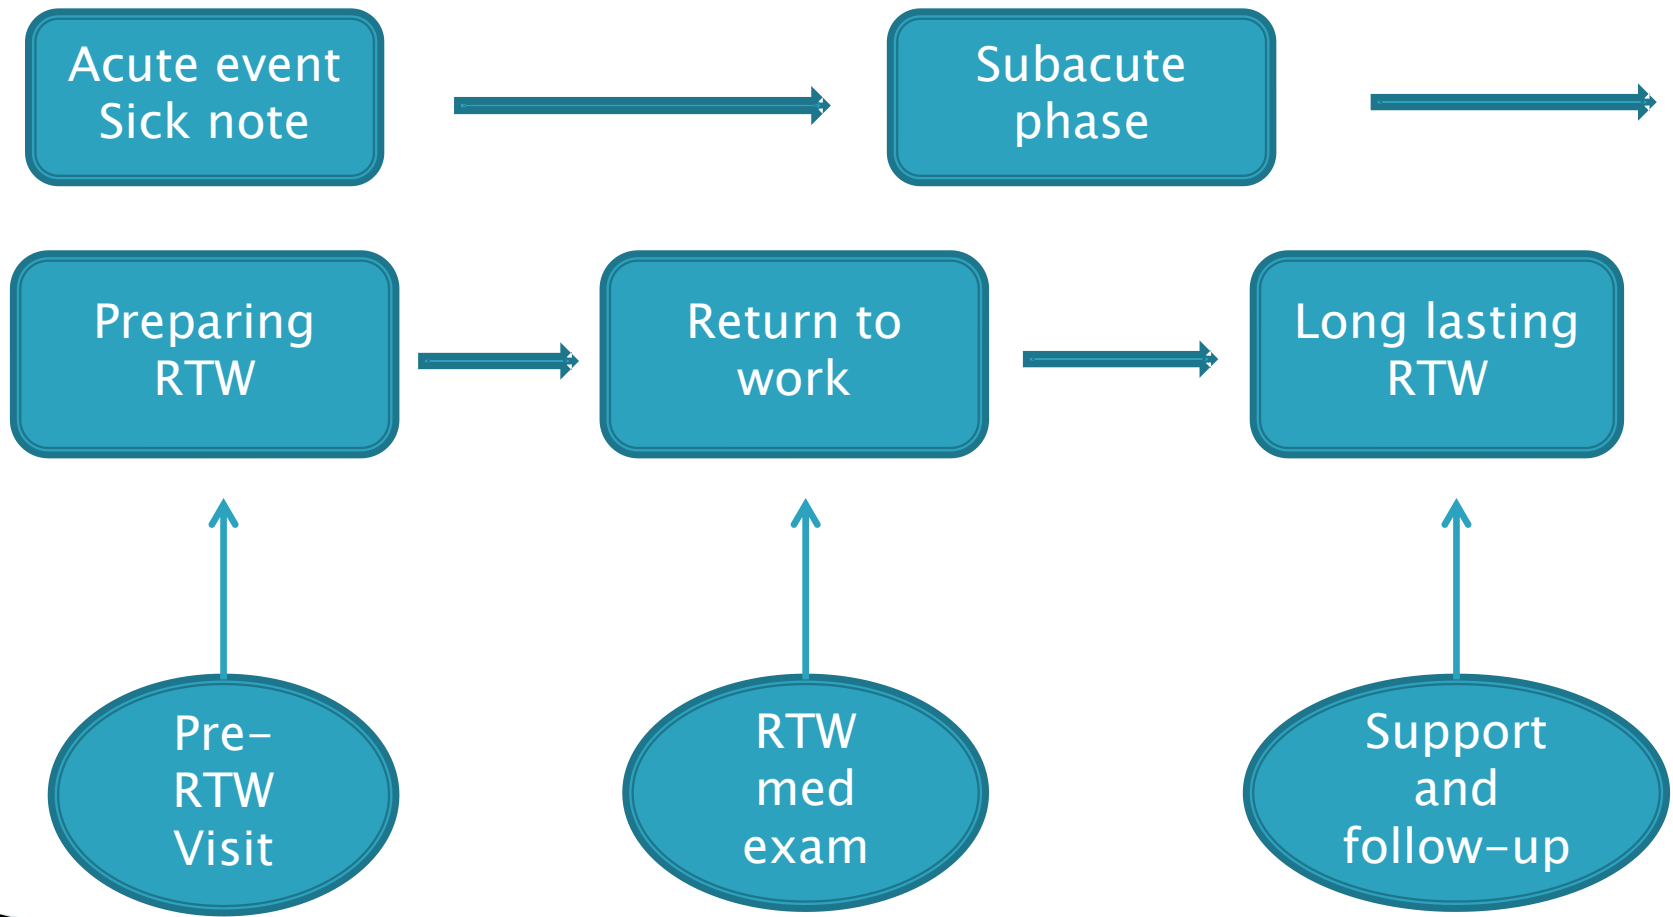 Acute event
Sick note
Subacute
phase
Preparing
RTW
Return to
work
Long lasting
RTW
Pre-
RTW
Visit
RTW
med
exam
Support
and
follow-up